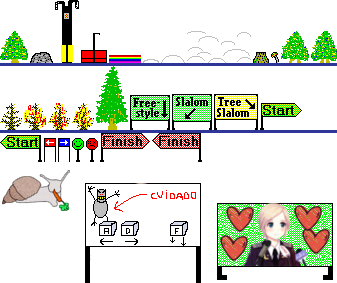 Free-
style
Slalom
Tree
Slalom
Start
Start
Finish
Finish
CUIDADO
A D F